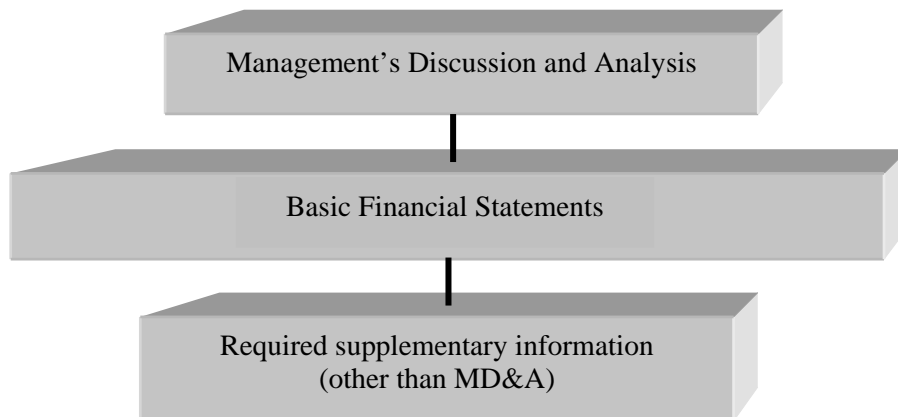 Management’s Discussion and Analysis
Basic Financial Statements
Required supplementary information
(other than MD&A)